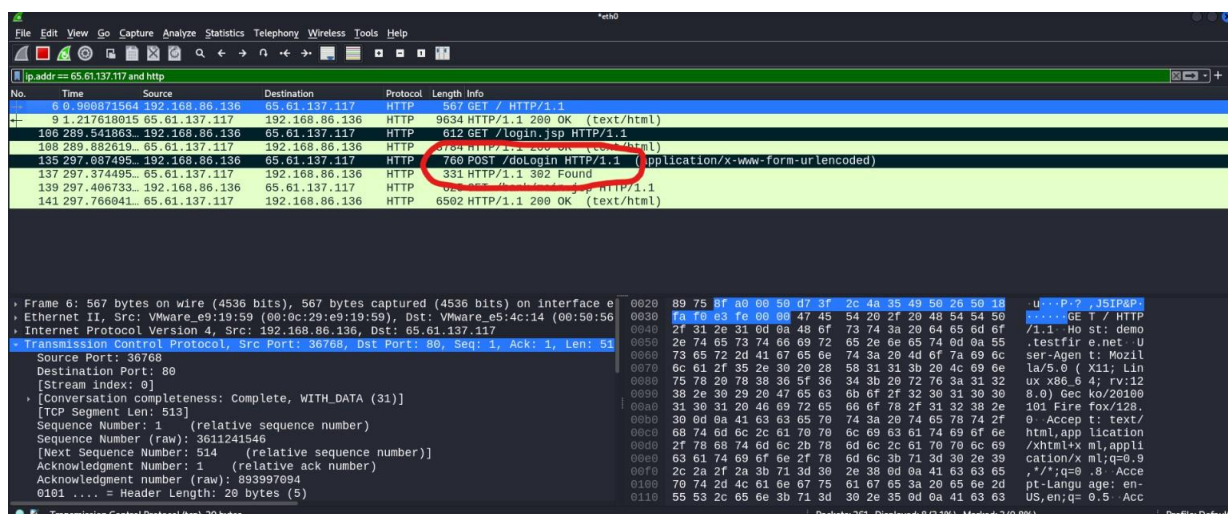 *eth0
File Edit View Go Capture Analyze Statistics Telephony Wireless Tools Help
ip.addr == 65.61.137.117 and http
No. Time Source Destination Protocol Length Info
6 0.900871564 192.168.86.136 65.61.137.117 HTTP 567 GET / HTTP/1.1
9 1.217618015 65.61.137.117 192.168.86.136 HTTP 9634 HTTP/1.1 200 OK (text/html)
106 289.541863… 192.168.86.136 65.61.137.117 HTTP 612 GET /login.jsp HTTP/1.1
108 289.882619… 65.61.137.117 192.168.86.136 HTTP 3784 HTTP/1.1 200 OK (text/html)
135 297.087495… 192.168.86.136 65.61.137.117 HTTP 760 POST /doLogin HTTP/1.1 (application/x-www-form-urlencoded)
137 297.374495… 65.61.137.117 192.168.86.136 HTTP 331 HTTP/1.1 302 Found
139 297.406733… 192.168.86.136 65.61.137.117 HTTP GET HTTP/1.1
141 297.766041… 65.61.137.117 192.168.86.136 HTTP 6502 HTTP/1.1 200 OK (text/html)
Frame 6: 567 bytes on wire (4536 bits), 567 bytes captured (4536 bits) on interface e
Ethernet II, Src: VMware_e9:19:59 (00:0c:29:e9:19:59), Dst: VMware_e5:4c:14 (00:50:56
Internet Protocol Version 4, Src: 192.168.86.136, Dst: 65.61.137.117
Transmission Control Protocol, Src Port: 36768, Dst Port: 80, Seq: 1, Ack: 1, Len: 51
Source Port: 36768
Destination Port: 80
[Stream index: 0]
[Conversation completeness: Complete, WITH_DATA (31)]
[TCP Segment Len: 513]
Sequence Number: 1 (relative sequence number)
Sequence Number (raw): 3611241546
[Next Sequence Number: 514 (relative sequence number)]
Acknowledgment Number: 1 (relative ack number)
Acknowledgment number (raw): 893997094
0101 .... = Header Length: 20 bytes (5)
0020 89 75 8f a0 00 50 d7 3f 2c 4a 35 49 50 26 50 18 ·u···P·? ,J5IP&P·
0030 fa f0 e3 fe 00 00 47 45 54 20 2f 20 48 54 54 50 ······GE T / HTTP
0040 2f 31 2e 31 0d 0a 48 6f 73 74 3a 20 64 65 6d 6f /1.1··Ho st: demo
0050 2e 74 65 73 74 66 69 72 65 2e 6e 65 74 0d 0a 55 .testfir e.net··U
0060 73 65 72 2d 41 67 65 6e 74 3a 20 4d 6f 7a 69 6c ser-Agen t: Mozil
0070 6c 61 2f 35 2e 30 20 28 58 31 31 3b 20 4c 69 6e la/5.0 ( X11; Lin
0080 75 78 20 78 38 36 5f 36 34 3b 20 72 76 3a 31 32 ux x86_6 4; rv:12
0090 38 2e 30 29 20 47 65 63 6b 6f 2f 32 30 31 30 30 8.0) Gec ko/20100
00a0 31 30 31 20 46 69 72 65 66 6f 78 2f 31 32 38 2e 101 Fire fox/128.
00b0 30 0d 0a 41 63 63 65 70 74 3a 20 74 65 78 74 2f 0··Accep t: text/
00c0 68 74 6d 6c 2c 61 70 70 6c 69 63 61 74 69 6f 6e html,app lication
00d0 2f 78 68 74 6d 6c 2b 78 6d 6c 2c 61 70 70 6c 69 /xhtml+x ml,appli
00e0 63 61 74 69 6f 6e 2f 78 6d 6c 3b 71 3d 30 2e 39 cation/x ml;q=0.9
00f0 2c 2a 2f 2a 3b 71 3d 30 2e 38 0d 0a 41 63 63 65 ,*/*;q=0 .8··Acce
0100 70 74 2d 4c 61 6e 67 75 61 67 65 3a 20 65 6e 2d pt-Langu age: en-
0110 55 53 2c 65 6e 3b 71 3d 30 2e 35 0d 0a 41 63 63 US,en;q= 0.5··Acc